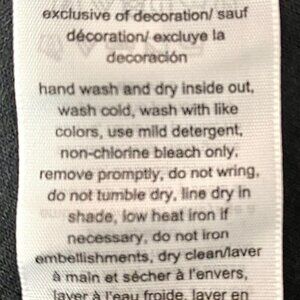 exclusive of decoration/ sauf
décoration/ excluye la
decoración
hand wash and dry inside out,
wash cold, wash with like
colors, use mild detergent,
non-chlorine bleach only,
remove promptly, do not wring,
do not tumble dry, line dry in
shade, low heat iron if
necessary, do not iron
embellishments, dry clean/laver
à main et sécher à l'envers,
laver à l'eau froide, laver en